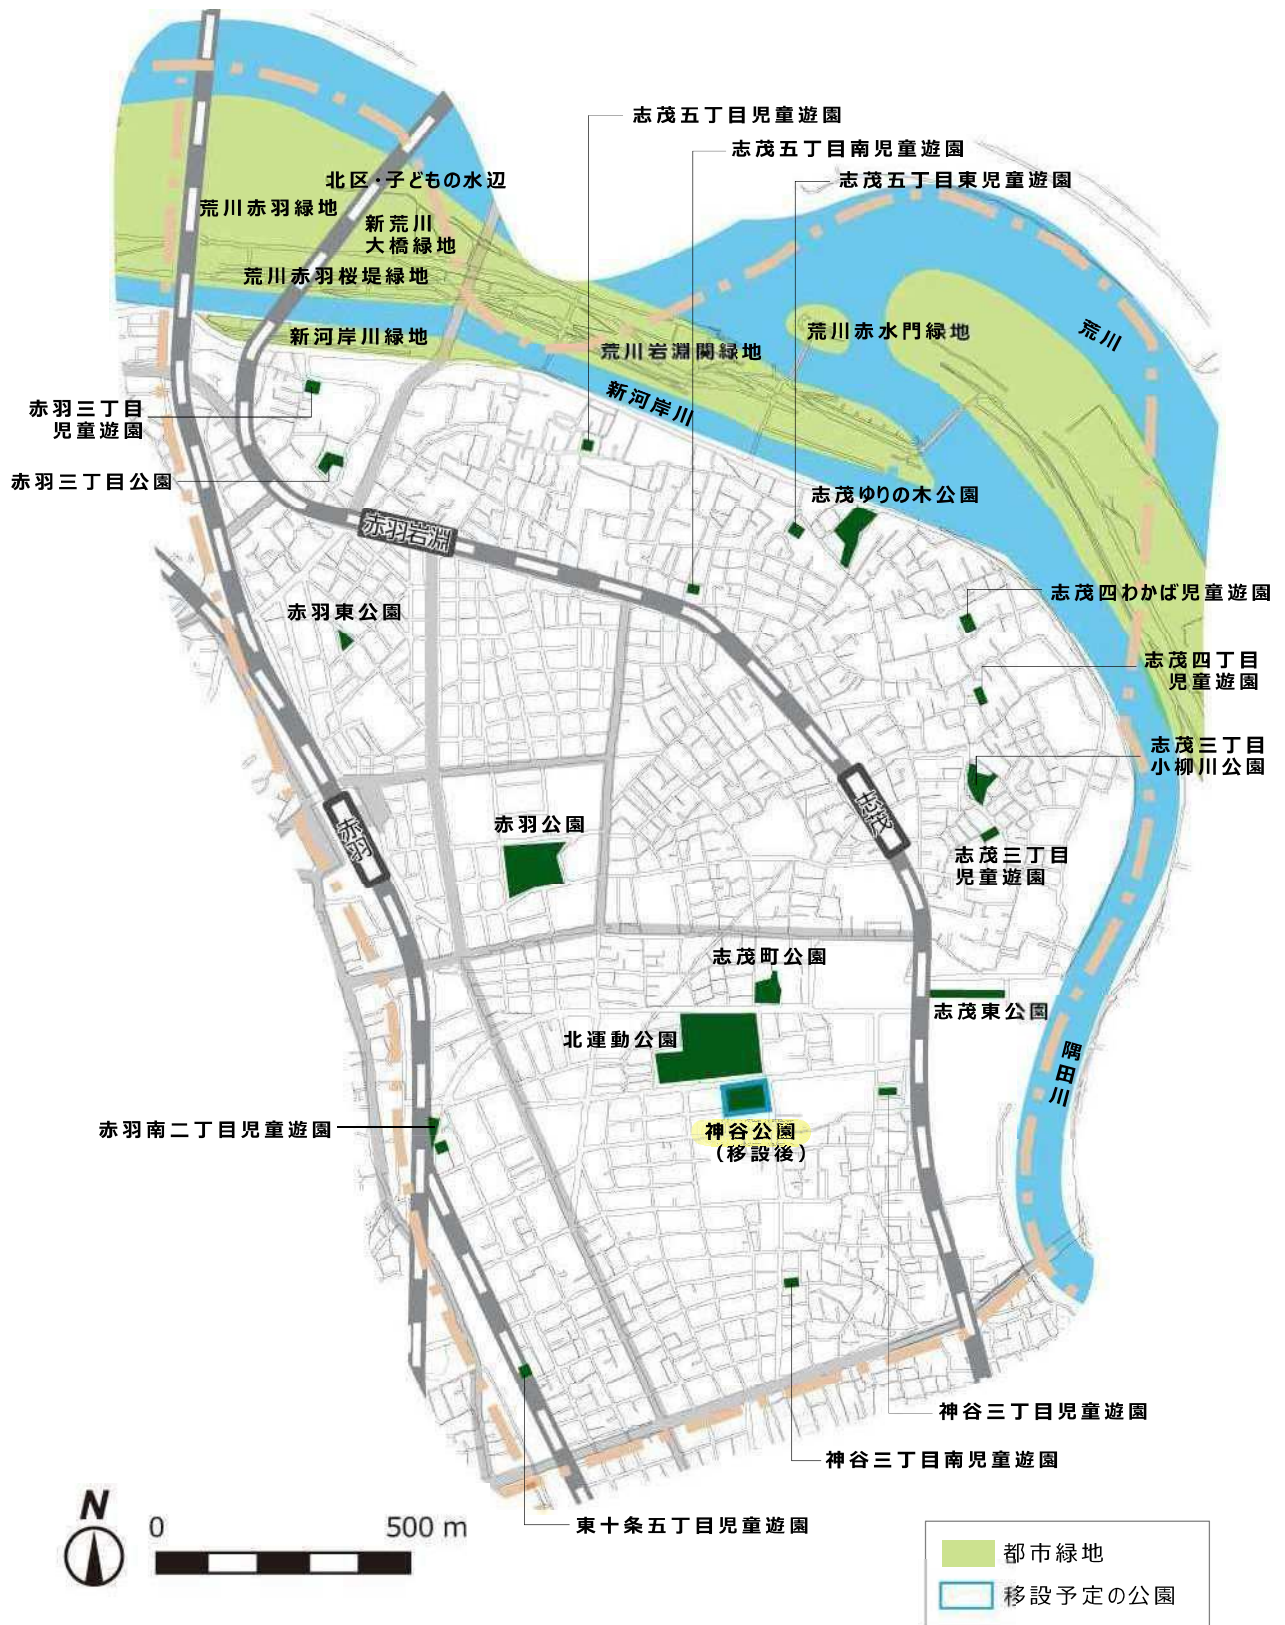 志茂五丁目児童遊園
志茂五丁目南児童遊園
志茂五丁目東児童遊園
北区・子どもの水辺
荒川赤羽緑地
新荒川
大橋緑地
荒川赤羽桜堤緑地
新河岸川緑地
荒川岩淵関緑地
荒川赤水門緑地
荒川
新河岸川
赤羽三丁目
児童遊園
赤羽三丁目公園
志茂ゆりの木公園
赤羽岩淵
志茂四わかば児童遊園
赤羽東公園
志茂四丁目
児童遊園
志茂三丁目
小柳川公園
志茂
赤羽
赤羽公園
志茂三丁目
児童遊園
志茂町公園
志茂東公園
北運動公園
隅田川
赤羽南二丁目児童遊園
神谷公園
(移設後)
神谷三丁目児童遊園
神谷三丁目南児童遊園
東十条五丁目児童遊園
N
0 500 m
都市緑地
移設予定の公園